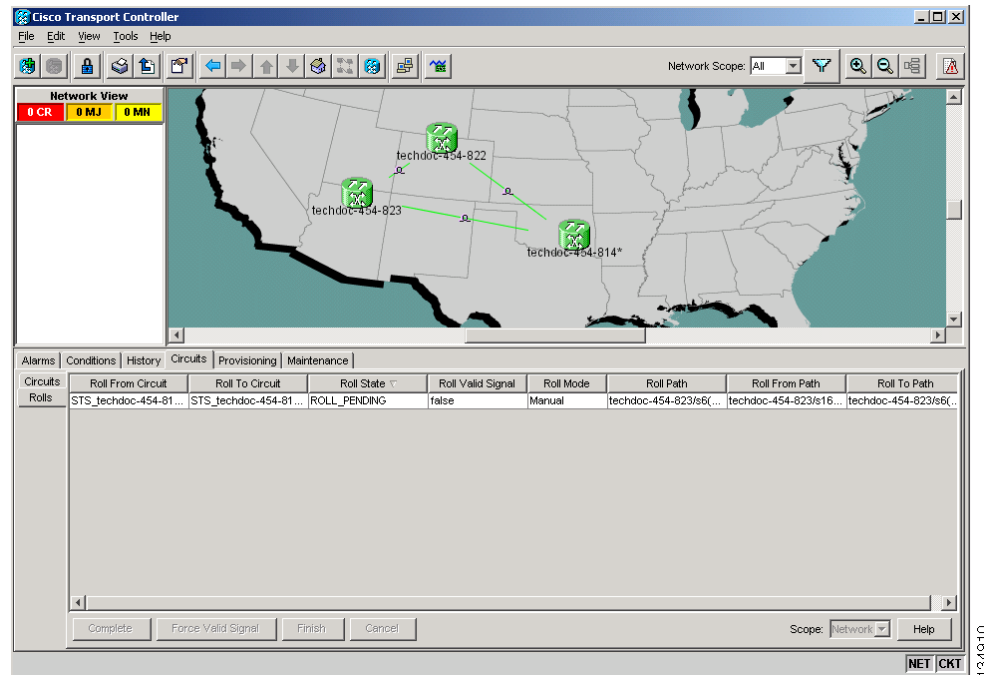 Cisco Transport Controller
File Edit View Tools Help
Network Scope: All
Network View
0 CR 0 MJ 0 MN
techdoc-454-822
techdoc-454-823
techdoc-454-814*
Alarms Conditions History Circuits Provisioning Maintenance
Circuits
Rolls
Roll From Circuit Roll To Circuit Roll State Roll Valid Signal Roll Mode Roll Path Roll From Path Roll To Path
STS_techdoc-454-81... STS_techdoc-454-81... ROLL_PENDING false Manual techdoc-454-823/s6(... techdoc-454-823/s16... techdoc-454-823/s6(..
Complete Force Valid Signal Finish Cancel Scope: Network Help
NET CKT
134910